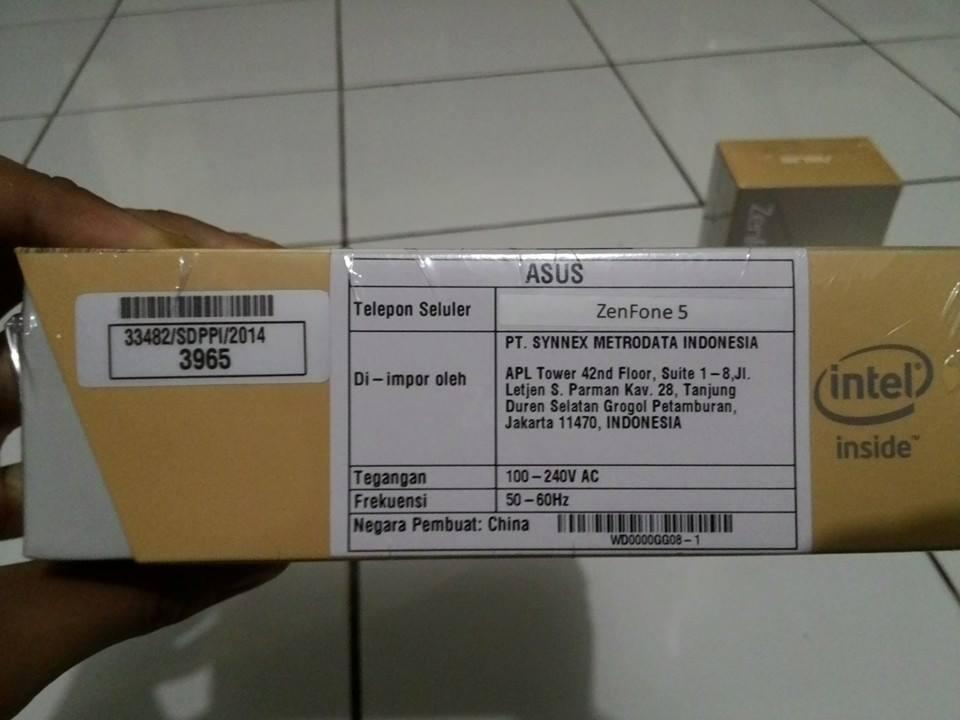 33482/SDPPI/2014
3965
ASUS
Telepon Seluler
ZenFone 5
Di-impor oleh
PT. SYNNEX METRODATA INDONESIA
APL Tower 42nd Floor, Suite 1-8,Jl.
Letjen S. Parman Kav. 28, Tanjung
Duren Selatan Grogol Petamburan,
Jakarta 11470, INDONESIA
Tegangan
100-240V AC
Frekuensi
50-60Hz
Negara Pembuat: China
WD0000GG08-1
intel®
inside™
ASUS